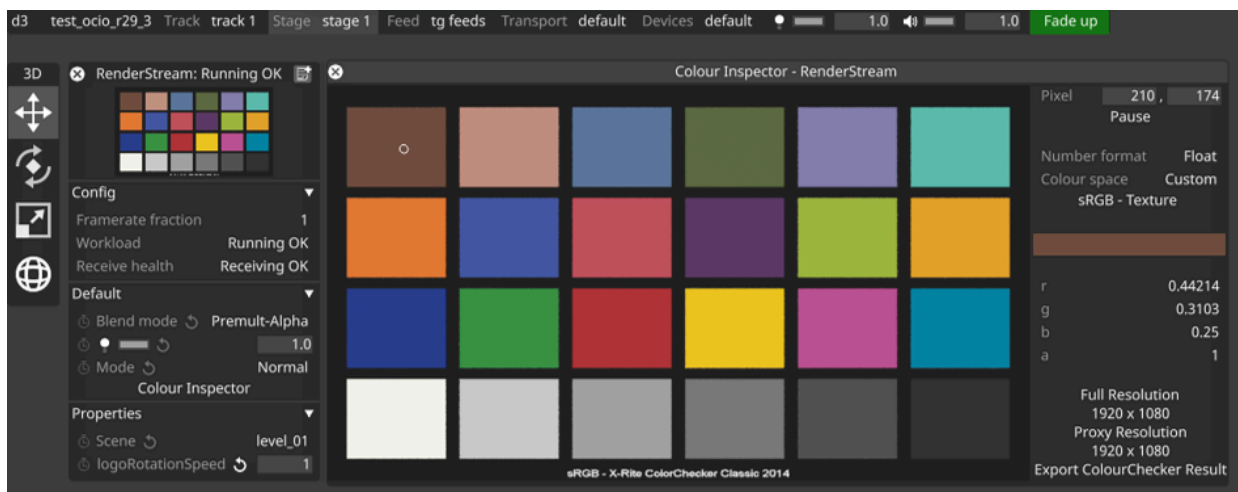 d3 test_ocio_r29_3 Track track 1 Stage stage 1 Feed tg feeds Transport default Devices default 1.0 1.0 Fade up
3D
RenderStream: Running OK
Config
Framerate fraction 1
Workload Running OK
Receive health Receiving OK
Default
Blend mode Premult-Alpha
1.0
Mode Normal
Colour Inspector
Properties
Scene level_01
logoRotationSpeed 1
Colour Inspector - RenderStream
sRGB - X-Rite ColorChecker Classic 2014
Pixel 210 , 174
Pause
Number format Float
Colour space Custom
sRGB - Texture
r 0.44214
g 0.3103
b 0.25
a 1
Full Resolution
1920 x 1080
Proxy Resolution
1920 x 1080
Export ColourChecker Result